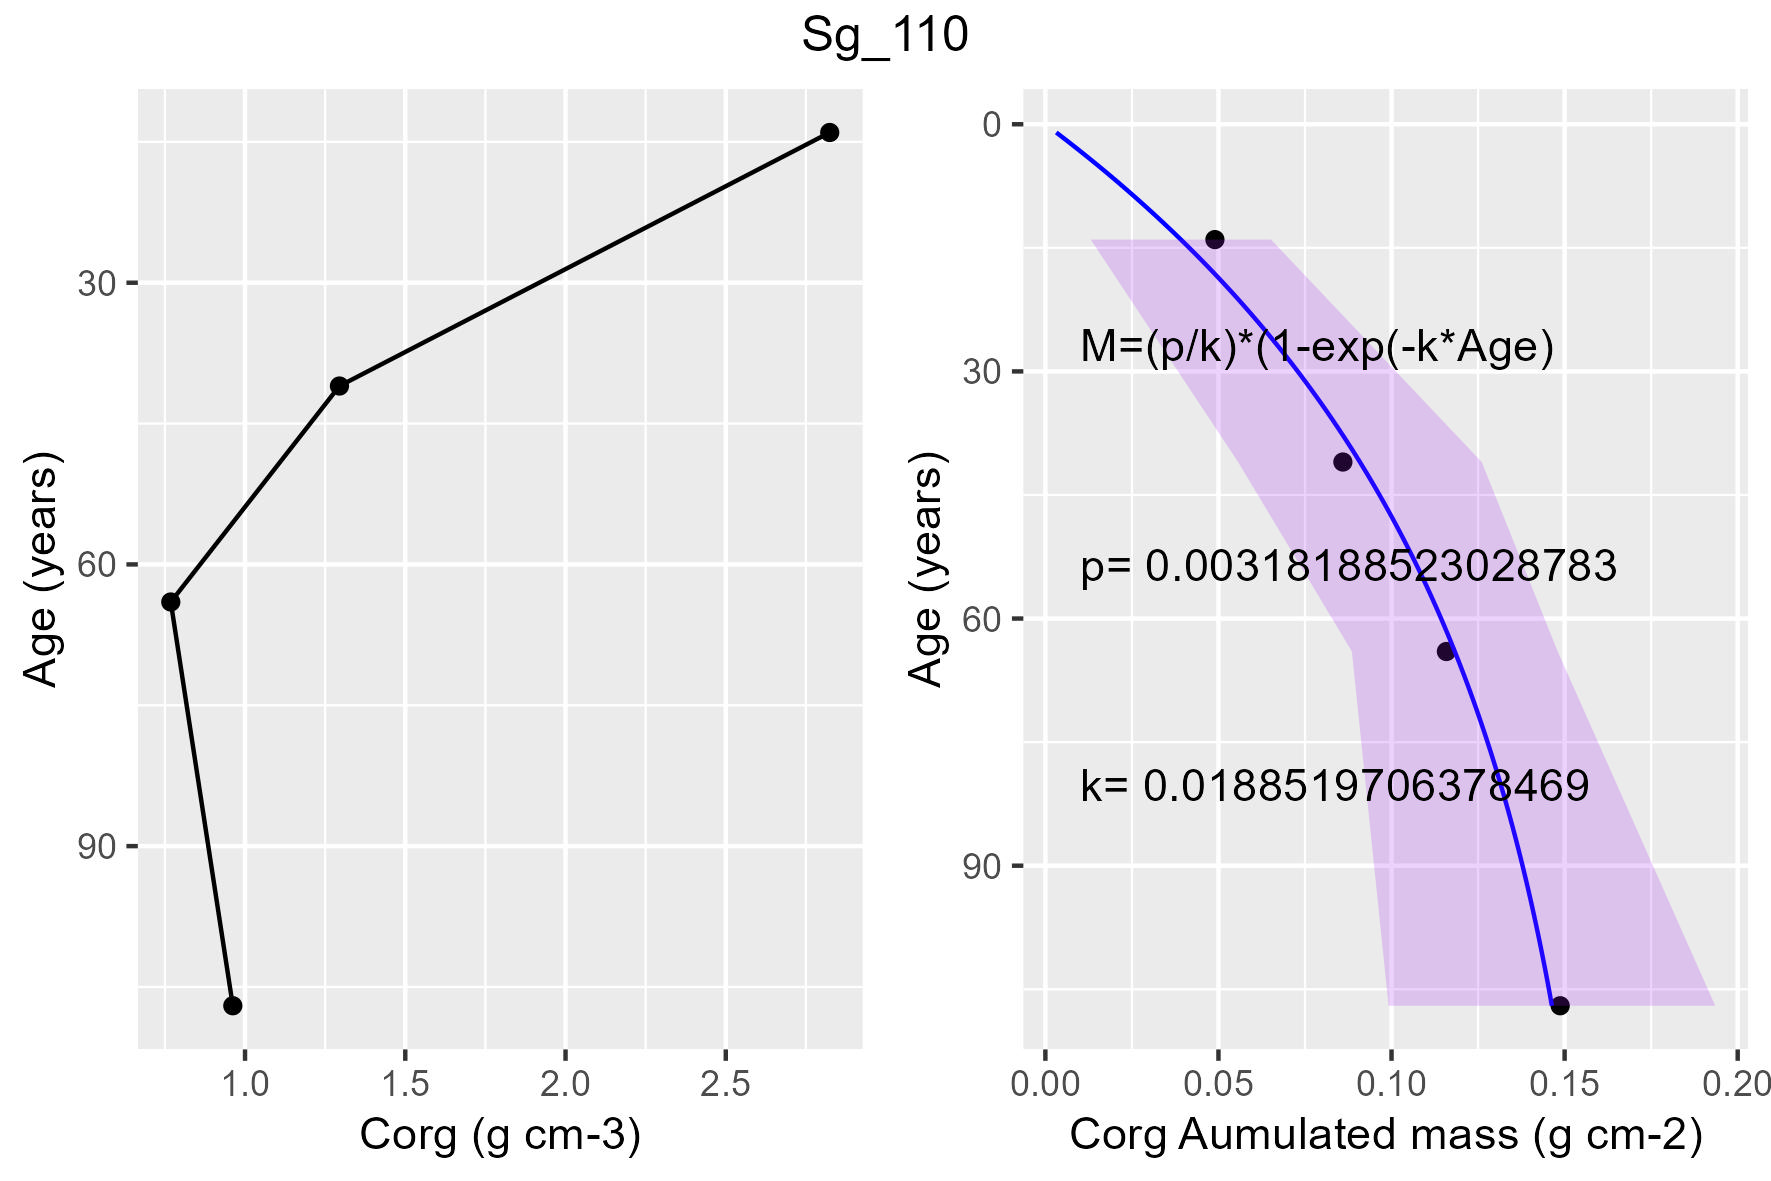 Sg_110
Age (years)
30
60
90
1.0 1.5 2.0 2.5
Corg (g cm-3)
Age (years)
0
30
60
90
M=(p/k)*(1-exp(-k*Age)
p= 0.00318188523028783
k= 0.0188519706378469
0.00 0.05 0.10 0.15 0.20
Corg Aumulated mass (g cm-2)